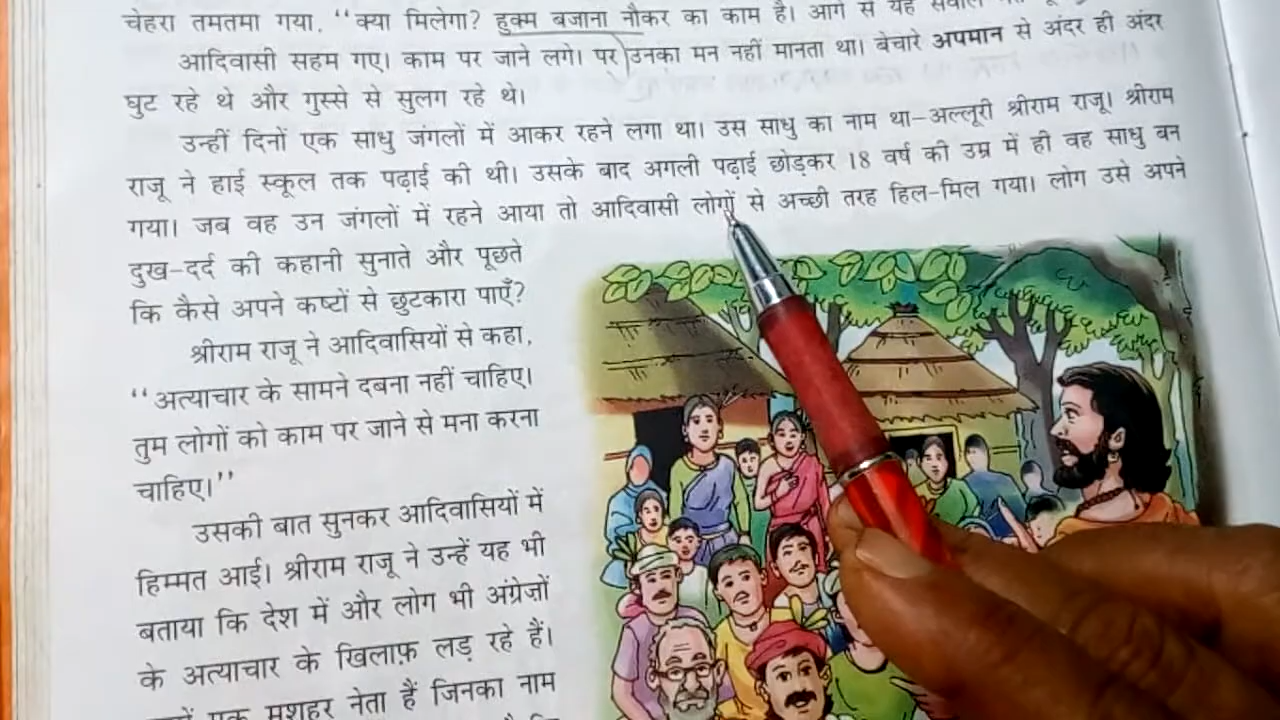 चेहरा तमतमा गया, “क्या मिलेगा? हुक्म बजाना नौकर का काम है। आगे से यह सवाल
आदिवासी सहम गए। काम पर जाने लगे। पर उनका मन नहीं मानता था। बेचारे अपमान से अंदर ही अंदर
घुट रहे थे और गुस्से से सुलग रहे थे।
उन्हीं दिनों एक साधु जंगलों में आकर रहने लगा था। उस साधु का नाम था–अल्लूरी श्रीराम राजू। श्रीराम
राजू ने हाई स्कूल तक पढ़ाई की थी। उसके बाद अगली पढ़ाई छोड़कर 18 वर्ष की उम्र में ही वह साधु बन
गया। जब वह उन जंगलों में रहने आया तो आदिवासी लोगों से अच्छी तरह हिल-मिल गया। लोग उसे अपने
दुख-दर्द की कहानी सुनाते और पूछते
कि कैसे अपने कष्टों से छुटकारा पाएँ?
श्रीराम राजू ने आदिवासियों से कहा,
“अत्याचार के सामने दबना नहीं चाहिए।
तुम लोगों को काम पर जाने से मना करना
चाहिए।”
उसकी बात सुनकर आदिवासियों में
हिम्मत आई। श्रीराम राजू ने उन्हें यह भी
बताया कि देश में और लोग भी अंग्रेज़ों
के अत्याचार के खिलाफ़ लड़ रहे हैं।
एक मशहूर नेता हैं जिनका नाम